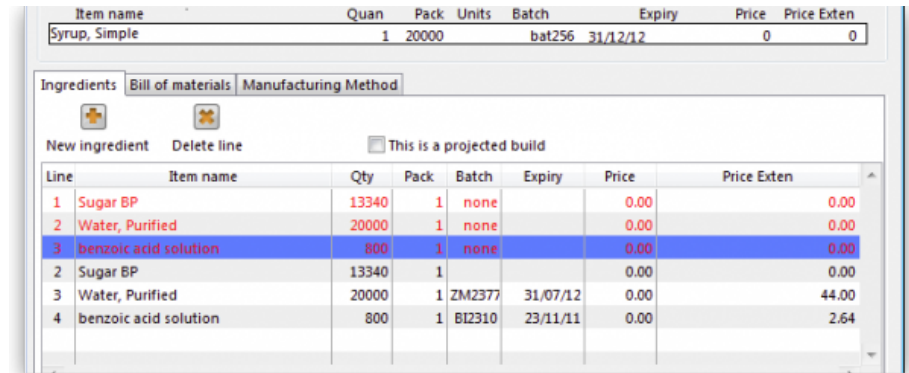 Item name Quan Pack Units Batch Expiry Price Price Exten
Syrup, Simple 1 20000 bat256 31/12/12 0 0
Ingredients Bill of materials Manufacturing Method
New ingredient Delete line This is a projected build
Line Item name Qty Pack Batch Expiry Price Price Exten
1 Sugar BP 13340 1 none 0.00 0.00
2 Water, Purified 20000 1 none 0.00 0.00
3 benzoic acid solution 800 1 none 0.00 0.00
2 Sugar BP 13340 1 0.00 0.00
3 Water, Purified 20000 1 ZM2377 31/07/12 0.00 44.00
4 benzoic acid solution 800 1 BI2310 23/11/11 0.00 2.64